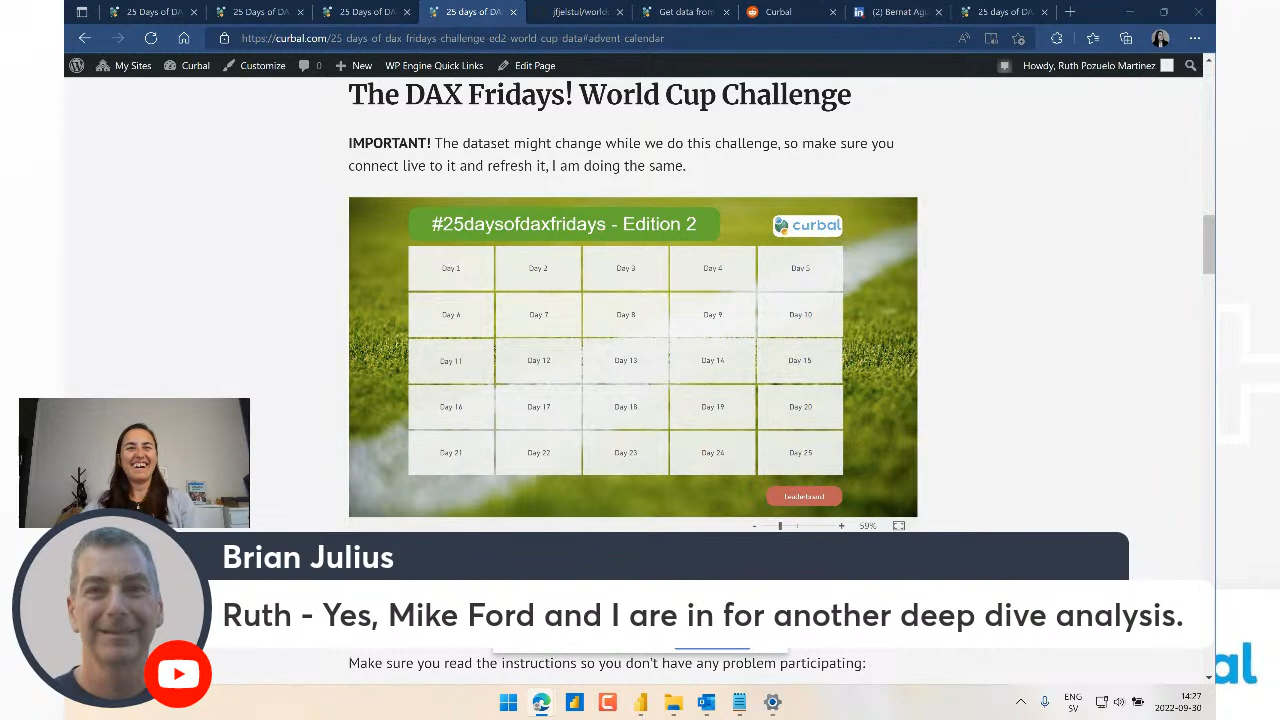 25 Days of DA
25 Days of DA
25 Days of DA
25 days of DA
jfjelstul/world
Get data from
Curbal
(2) Bernat Ag
25 days of DA
https://curbal.com/25-days-of-dax-fridays-challenge-ed2-world-cup-data#advent-calendar
My Sites
Curbal
Customize
0
New
WP Engine Quick Links
Edit Page
Howdy, Ruth Pozuelo Martinez
The DAX Fridays! World Cup Challenge
IMPORTANT! The dataset might change while we do this challenge, so make sure you
connect live to it and refresh it, I am doing the same.
#25daysofdaxfridays - Edition 2
curbal
Day 1 Day 2 Day 3 Day 4 Day 5
Day 6 Day 7 Day 8 Day 9 Day 10
Day 11 Day 12 Day 13 Day 14 Day 15
Day 16 Day 17 Day 18 Day 19 Day 20
Day 21 Day 22 Day 23 Day 24 Day 25
Leaderboard
- + 59%
Brian Julius
Ruth - Yes, Mike Ford and I are in for another deep dive analysis.
Make sure you read the instructions so you don't have any problem participating:
ENG
SV
14:27
2022-09-30